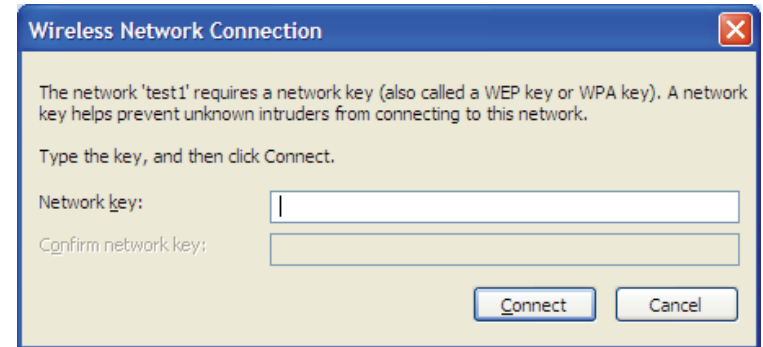 Wireless Network Connection
The network 'test1' requires a network key (also called a WEP key or WPA key). A network
key helps prevent unknown intruders from connecting to this network.
Type the key, and then click Connect.
Network key:
Confirm network key:
Connect Cancel